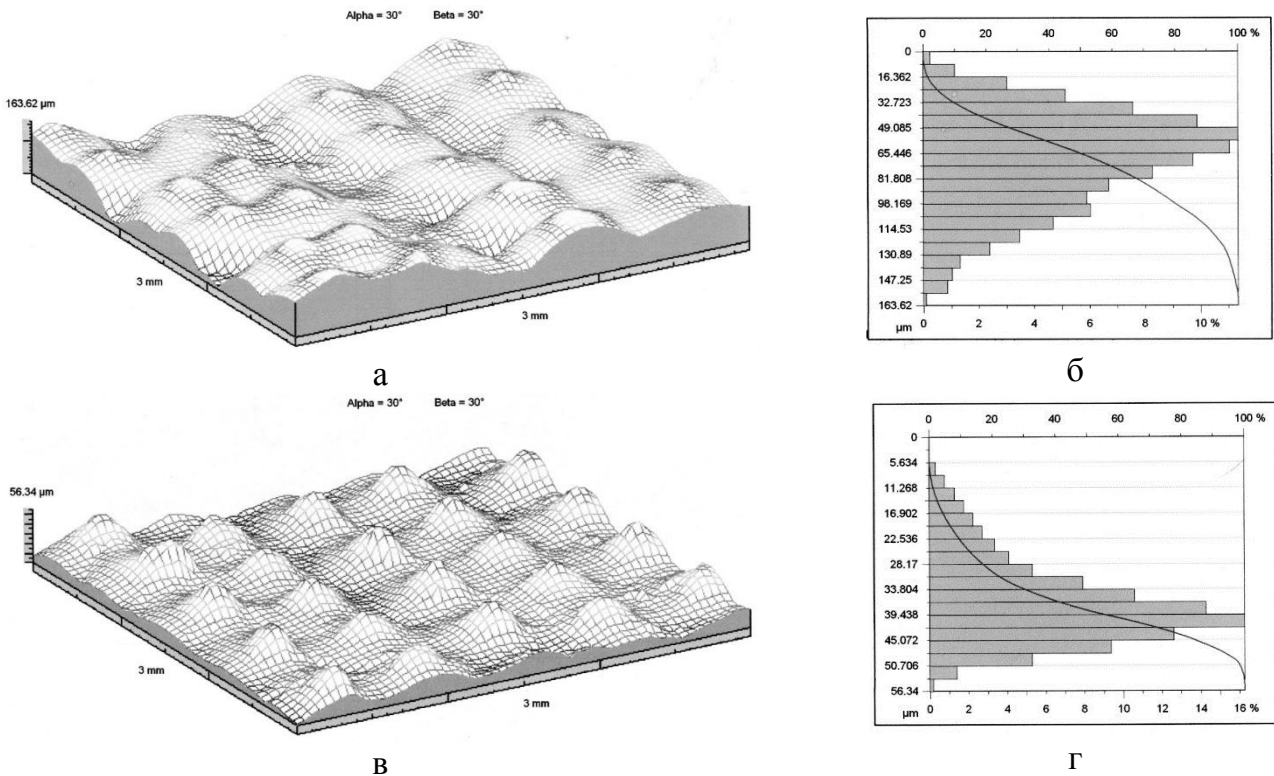 Alpha = 30° Beta = 30°
163.62 µm
3 mm
3 mm
а
0 20 40 60 80 100 %
0
16.362
32.723
49.085
65.446
81.808
98.169
114.53
130.89
147.25
163.62
µm 0 2 4 6 8 10 %
б
Alpha = 30° Beta = 30°
56.34 µm
3 mm
3 mm
в
0 20 40 60 80 100 %
0
5.634
11.268
16.902
22.536
28.17
33.804
39.438
45.072
50.706
56.34
µm 0 2 4 6 8 10 12 14 16 %
г